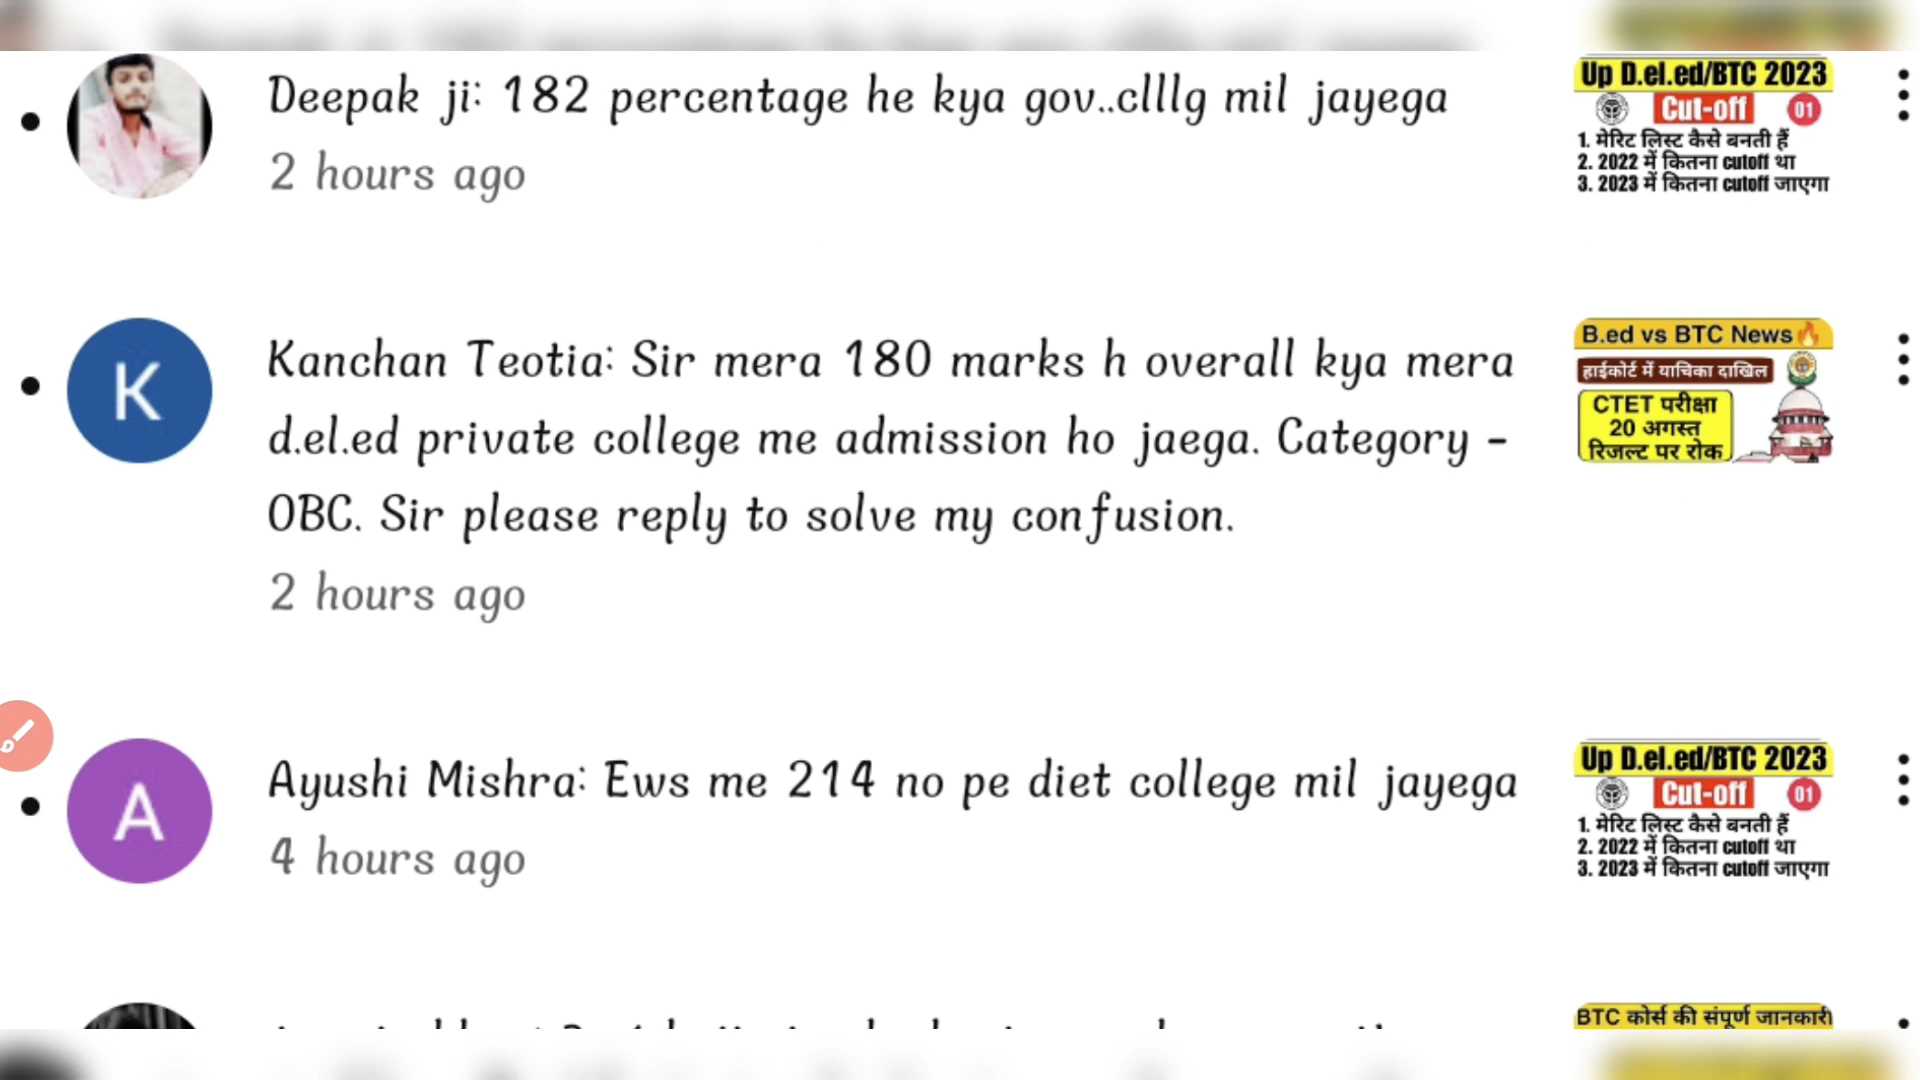 Deepak ji: 182 percentage he kya gov..clllg mil jayega
2 hours ago
Up D.el.ed/BTC 2023
Cut-off
01
1. मेरिट लिस्ट कैसे बनती हैं
2. 2022 में कितना cutoff था
3. 2023 में कितना cutoff जाएगा
K
Kanchan Teotia: Sir mera 180 marks h overall kya mera
d.el.ed private college me admission ho jaega. Category -
OBC. Sir please reply to solve my confusion.
2 hours ago
B.ed vs BTC News
हाईकोर्ट में याचिका दाखिल
CTET परीक्षा
20 अगस्त
रिजल्ट पर रोक
A
Ayushi Mishra: Ews me 214 no pe diet college mil jayega
4 hours ago
Up D.el.ed/BTC 2023
Cut-off
01
1. मेरिट लिस्ट कैसे बनती हैं
2. 2022 में कितना cutoff था
3. 2023 में कितना cutoff जाएगा
BTC कोर्स की संपूर्ण जानकारी